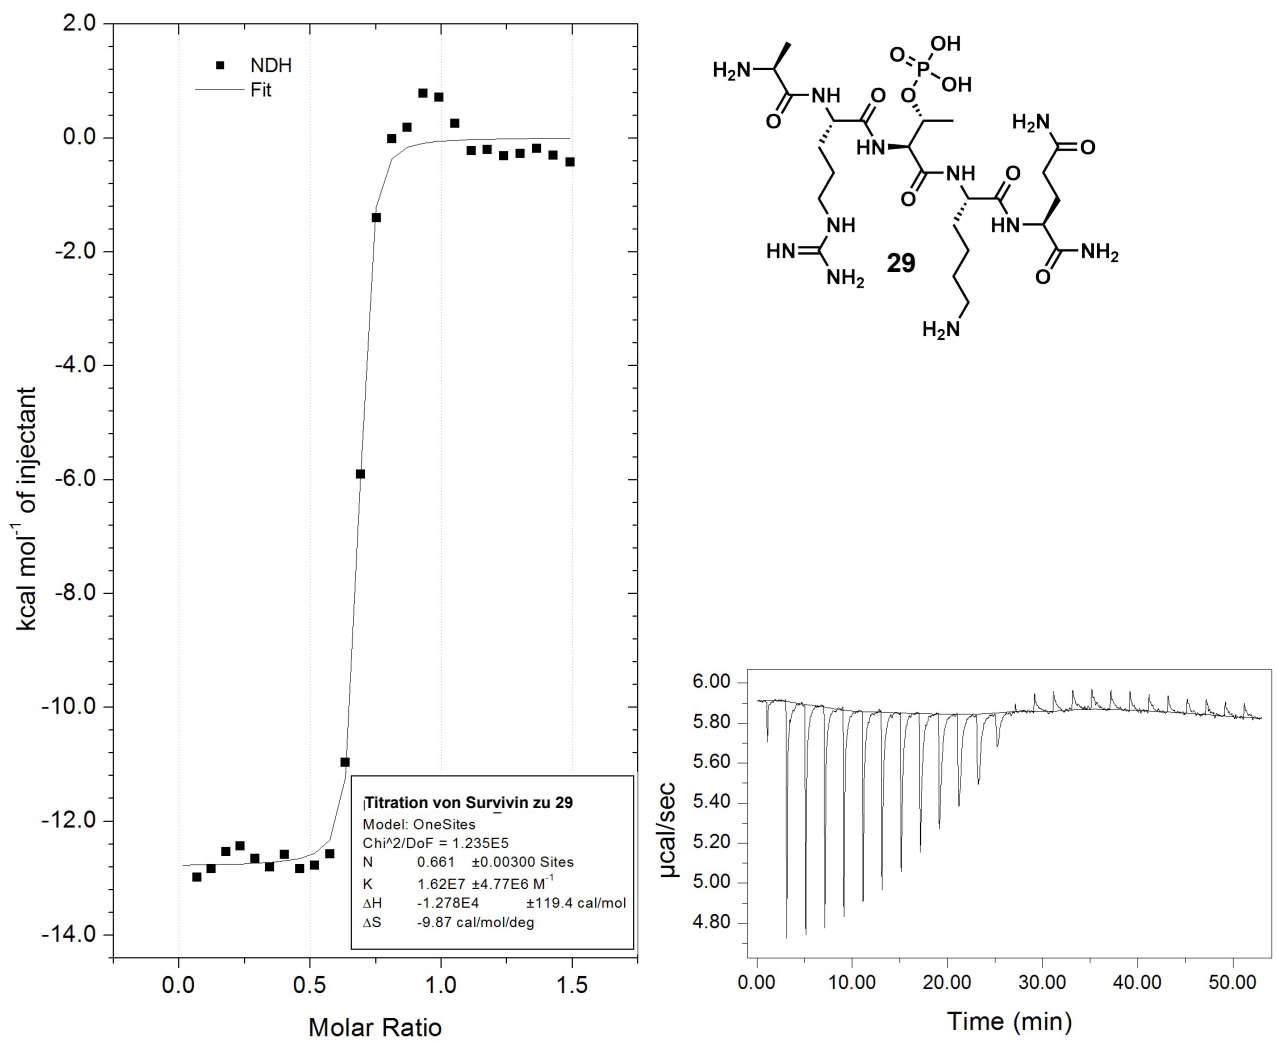 2.0
0.0
-2.0
-4.0
-6.0
-8.0
-10.0
-12.0
-14.0
kcal mol⁻¹ of injectant
NDH
Fit
Titration von Survivin zu 29
Model: OneSites
Chi^2/DoF = 1.235E5
N 0.661 ±0.00300 Sites
K 1.62E7 ±4.77E6 M⁻¹
ΔH -1.278E4 ±119.4 cal/mol
ΔS -9.87 cal/mol/deg
0.0 0.5 1.0 1.5
Molar Ratio
O OH
P
H₂N OH
O
NH O
O
H₂N
HN O
NH O
O
NH HN
HN NH₂
29 O
NH₂
H₂N
6.00
5.80
5.60
5.40
5.20
5.00
4.80
µcal/sec
0.00 10.00 20.00 30.00 40.00 50.00
Time (min)